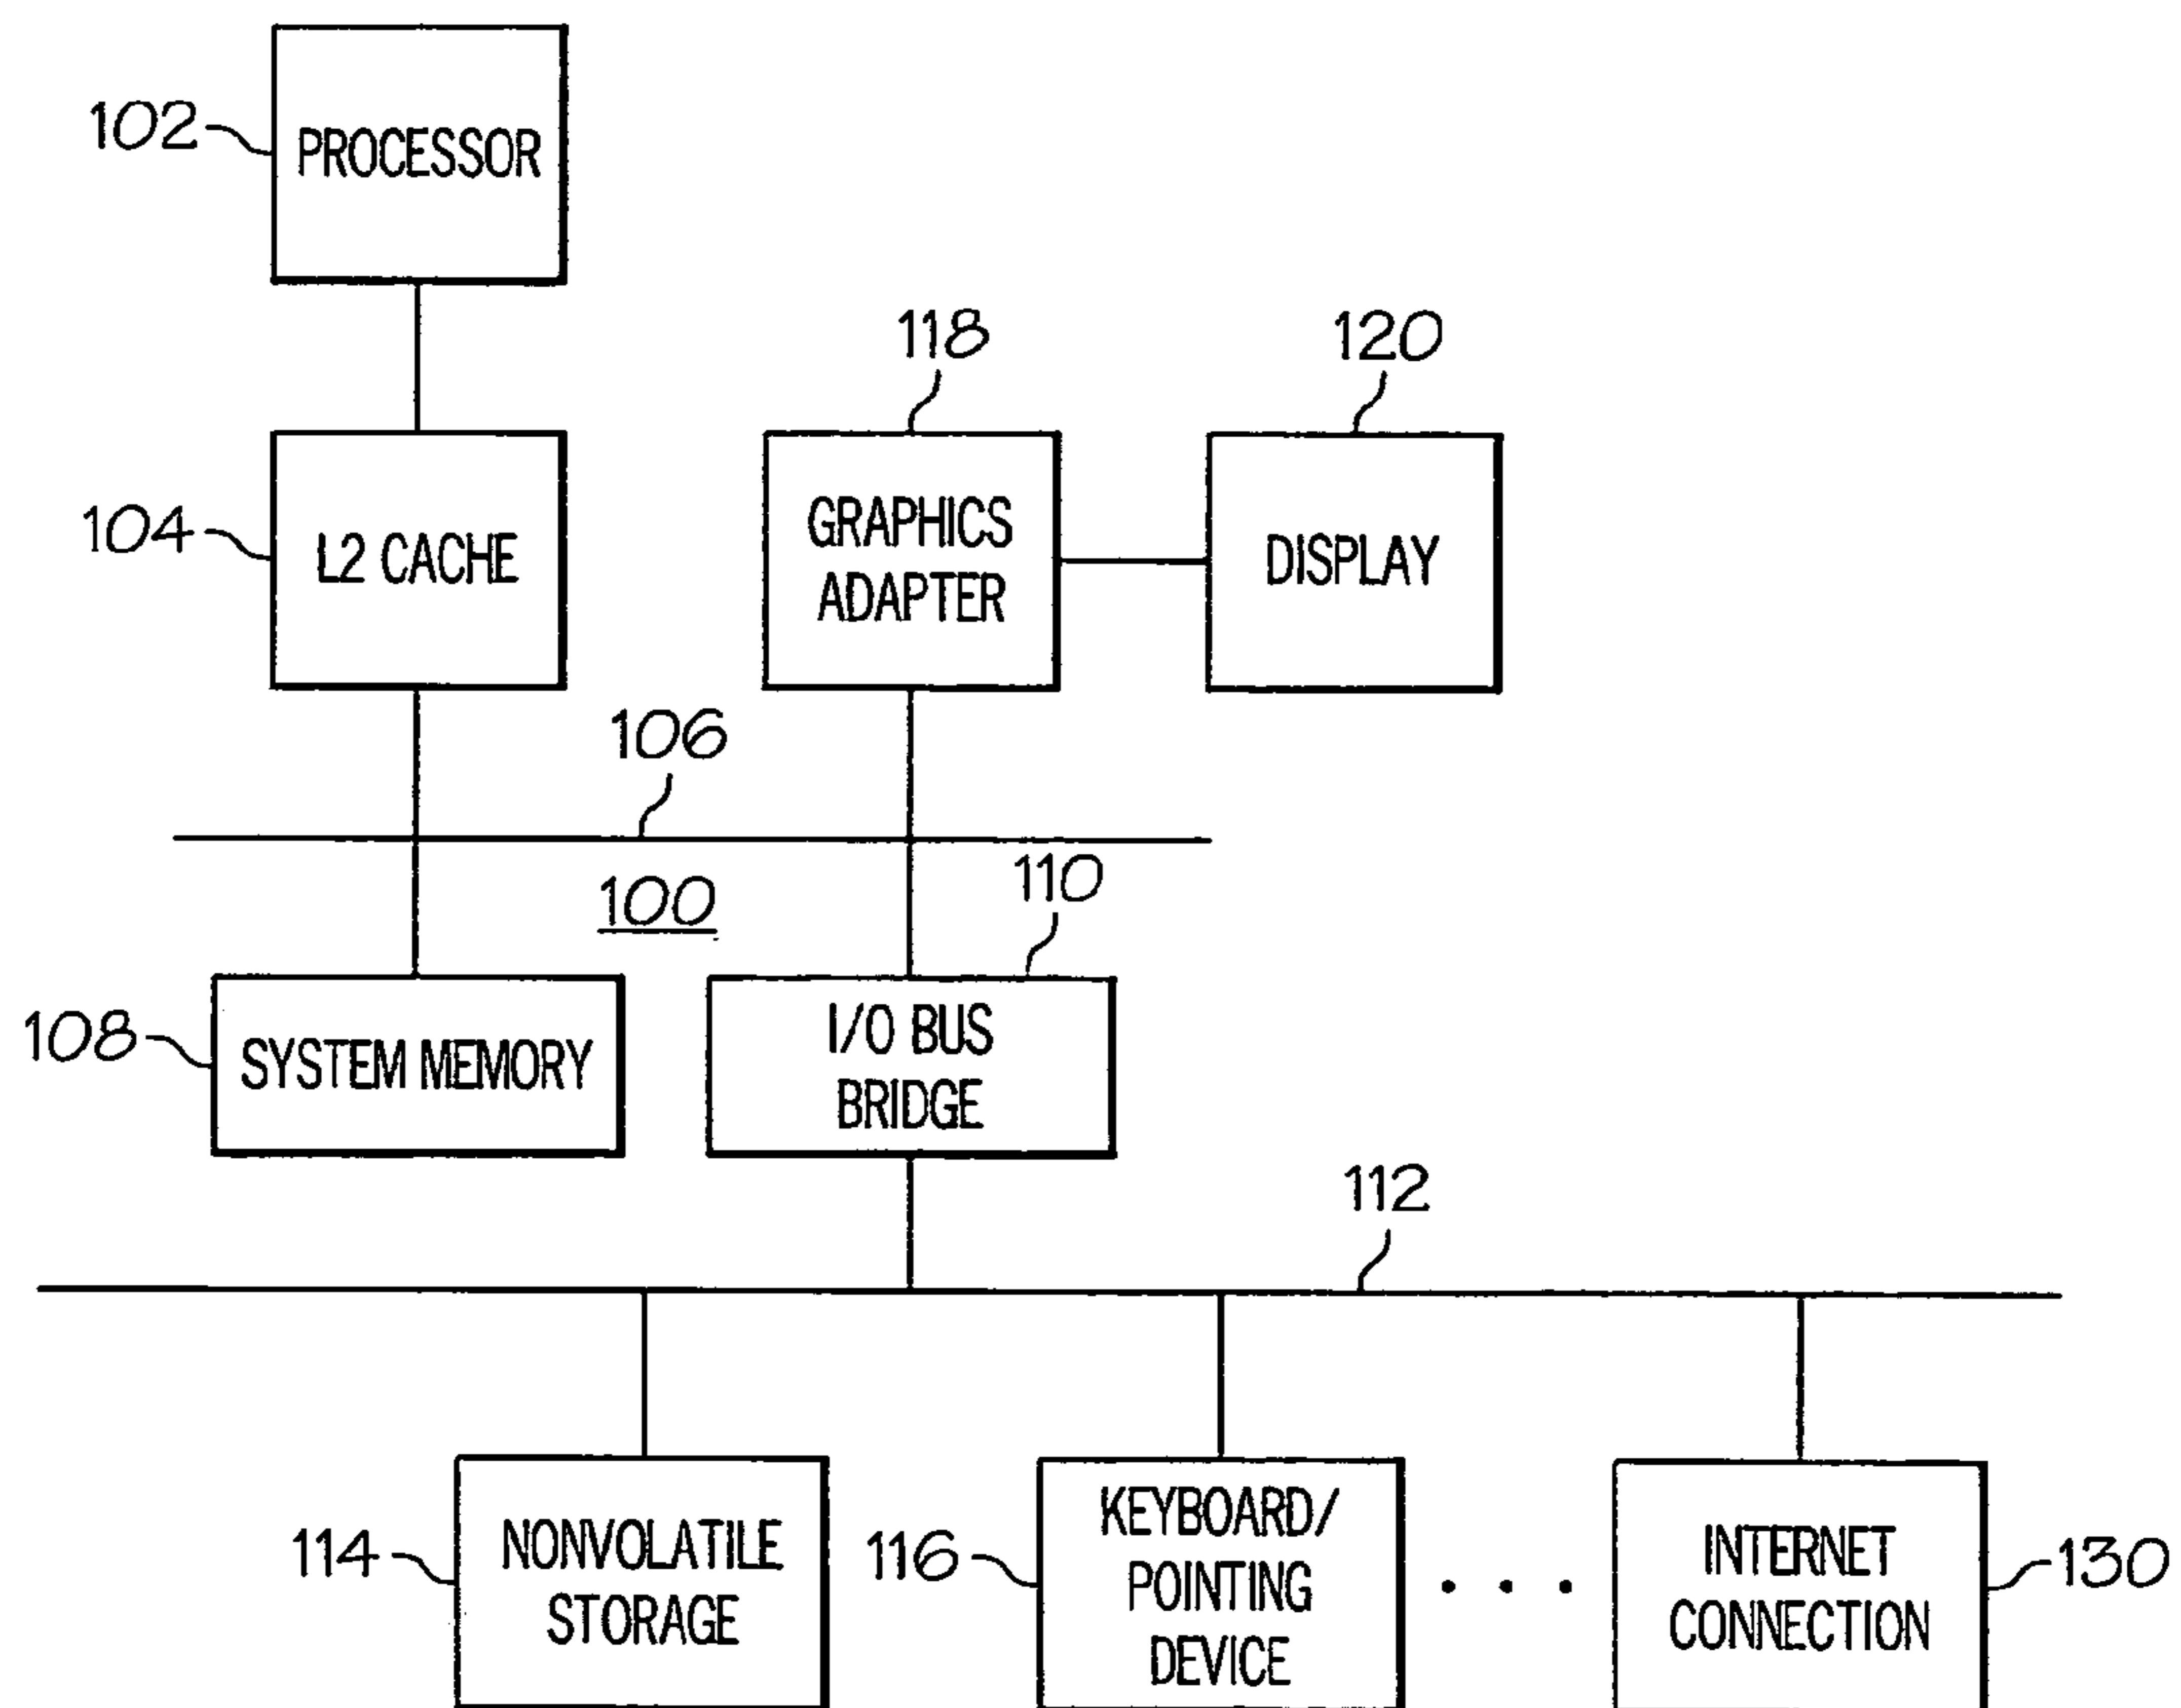 102
PROCESSOR
118
120
104
L2 CACHE
GRAPHICS
ADAPTER
DISPLAY
106
100
110
108
SYSTEM MEMORY
I/O BUS
BRIDGE
112
114
NONVOLATILE
STORAGE
116
KEYBOARD/
POINTING
DEVICE
. . .
INTERNET
CONNECTION
130